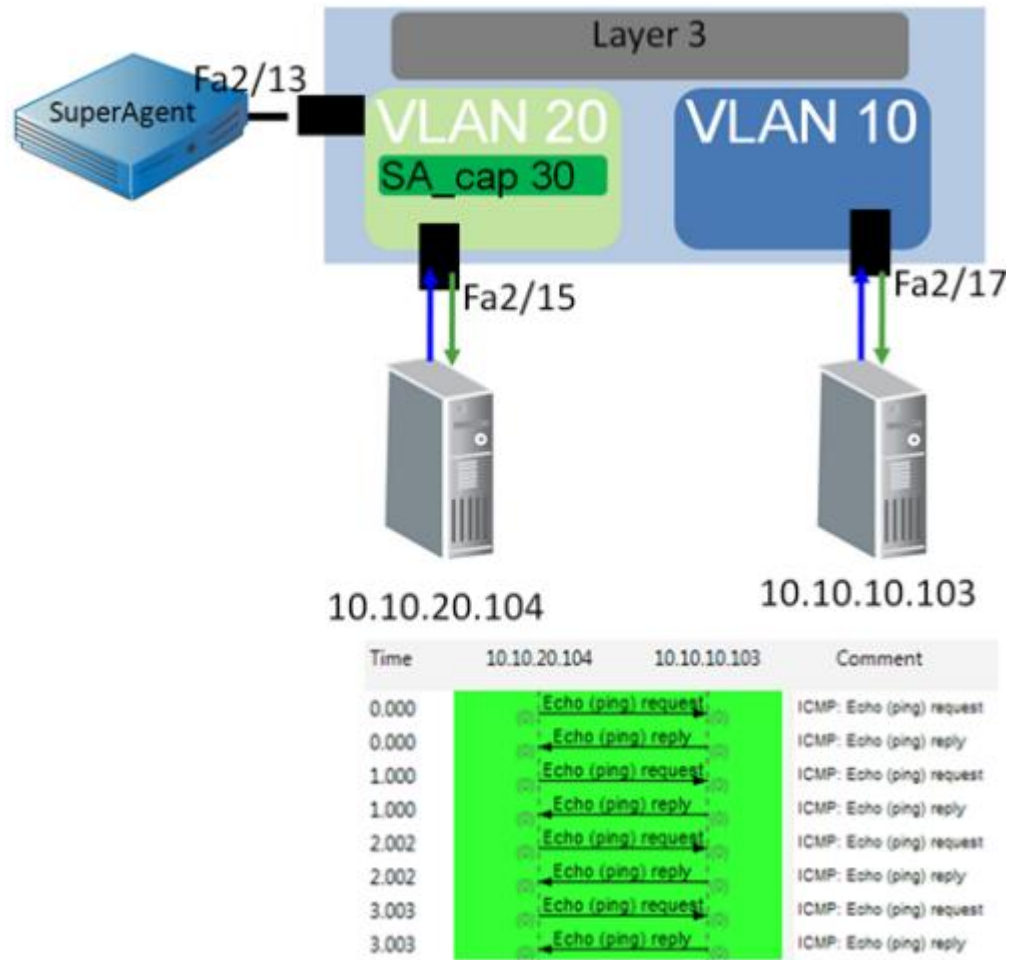 Layer 3
Fa2/13
SuperAgent
VLAN 20
VLAN 10
SA_cap 30
Fa2/15
Fa2/17
10.10.20.104
10.10.10.103
Time 10.10.20.104 10.10.10.103 Comment
0.000 Echo (ping) request ICMP: Echo (ping) request
0.000 Echo (ping) reply ICMP: Echo (ping) reply
1.000 Echo (ping) request ICMP: Echo (ping) request
1.000 Echo (ping) reply ICMP: Echo (ping) reply
2.002 Echo (ping) request ICMP: Echo (ping) request
2.002 Echo (ping) reply ICMP: Echo (ping) reply
3.003 Echo (ping) request ICMP: Echo (ping) request
3.003 Echo (ping) reply ICMP: Echo (ping) reply